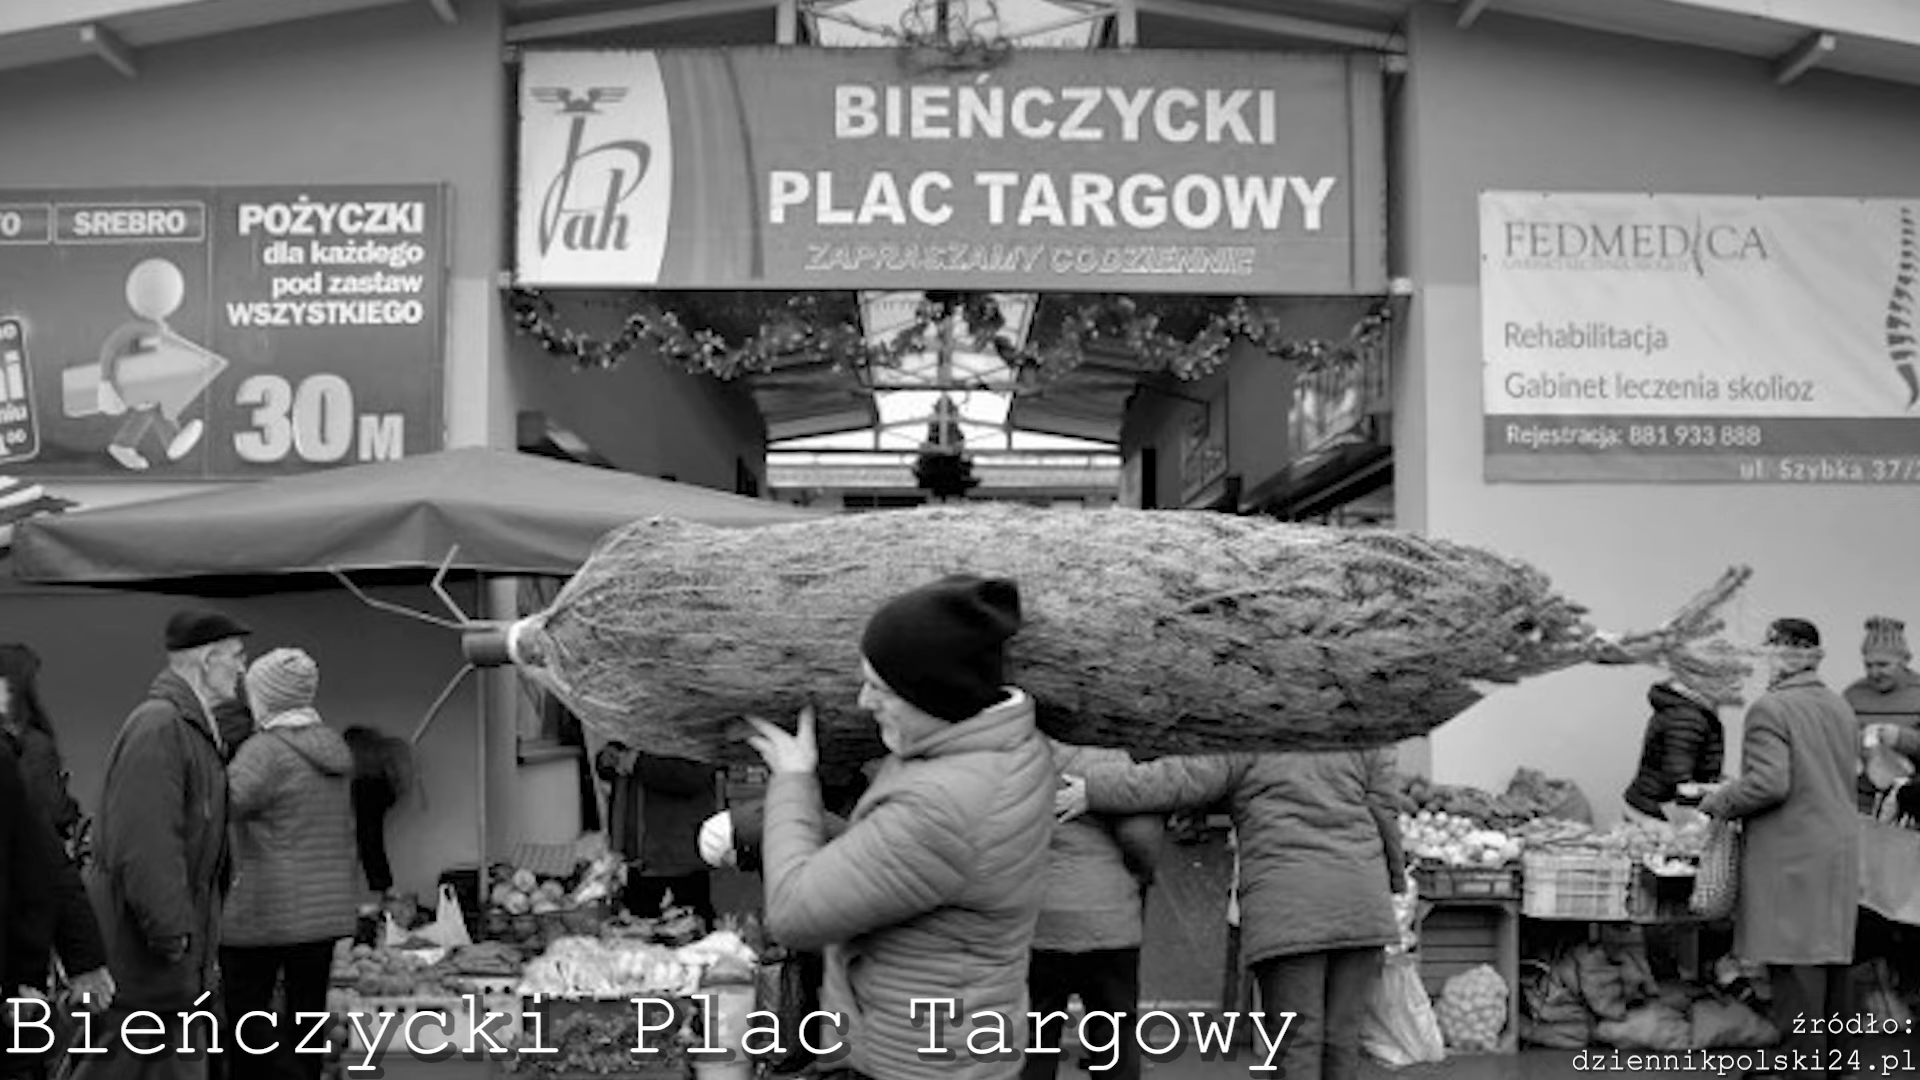 BIEŃCZYCKI
PLAC TARGOWY
ZAPRASZAMY CODZIENNIE
Pah
SREBRO
POŻYCZKI
dla każdego
pod zastaw
WSZYSTKIEGO
30M
FEDMEDICA
Rehabilitacja
Gabinet leczenia skolioz
Rejestracja: 881 933 888
ul. Szybka 37/
Bieńczycki Plac Targowy
źródło:
dziennikpolski24.pl